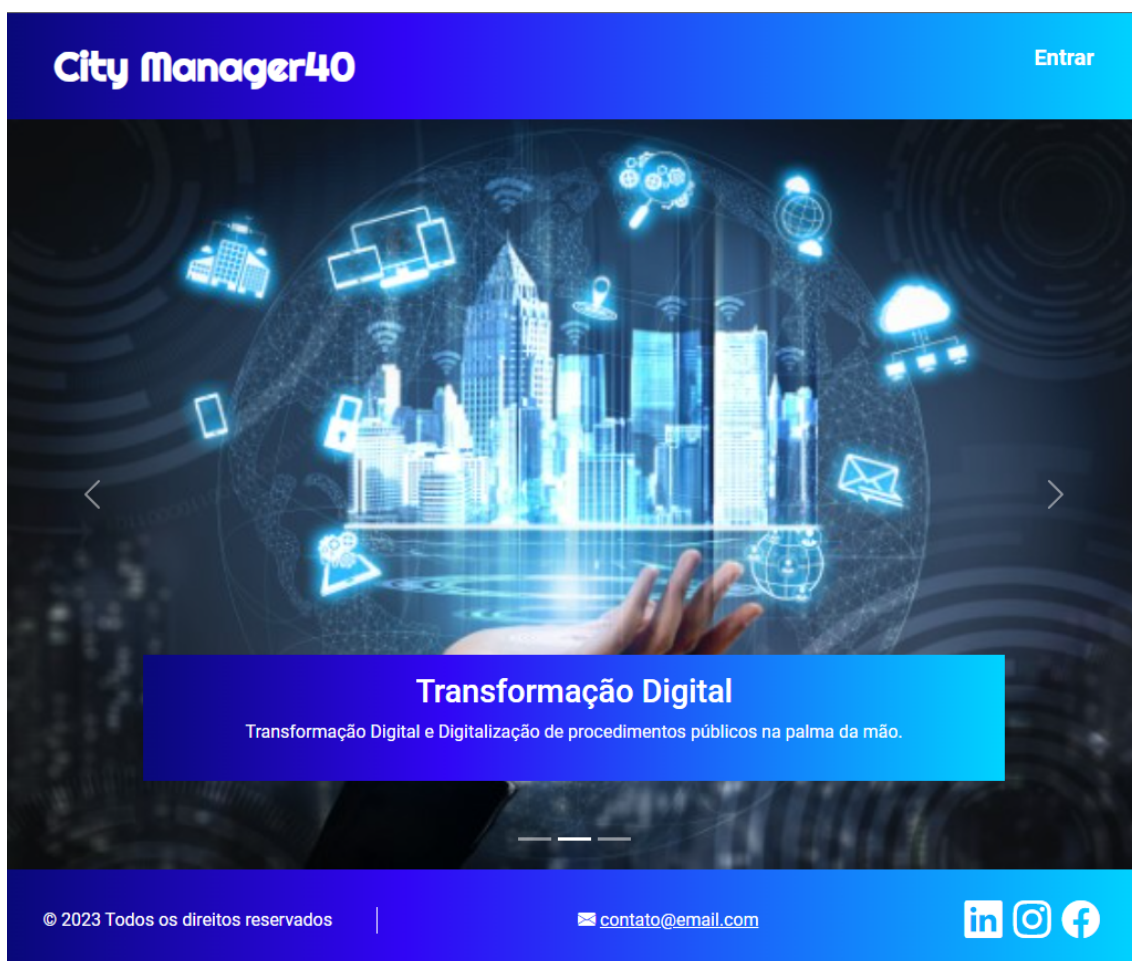 City Manager40
Entrar
Transformação Digital
Transformação Digital e Digitalização de procedimentos públicos na palma da mão.
© 2023 Todos os direitos reservados
contato@email.com